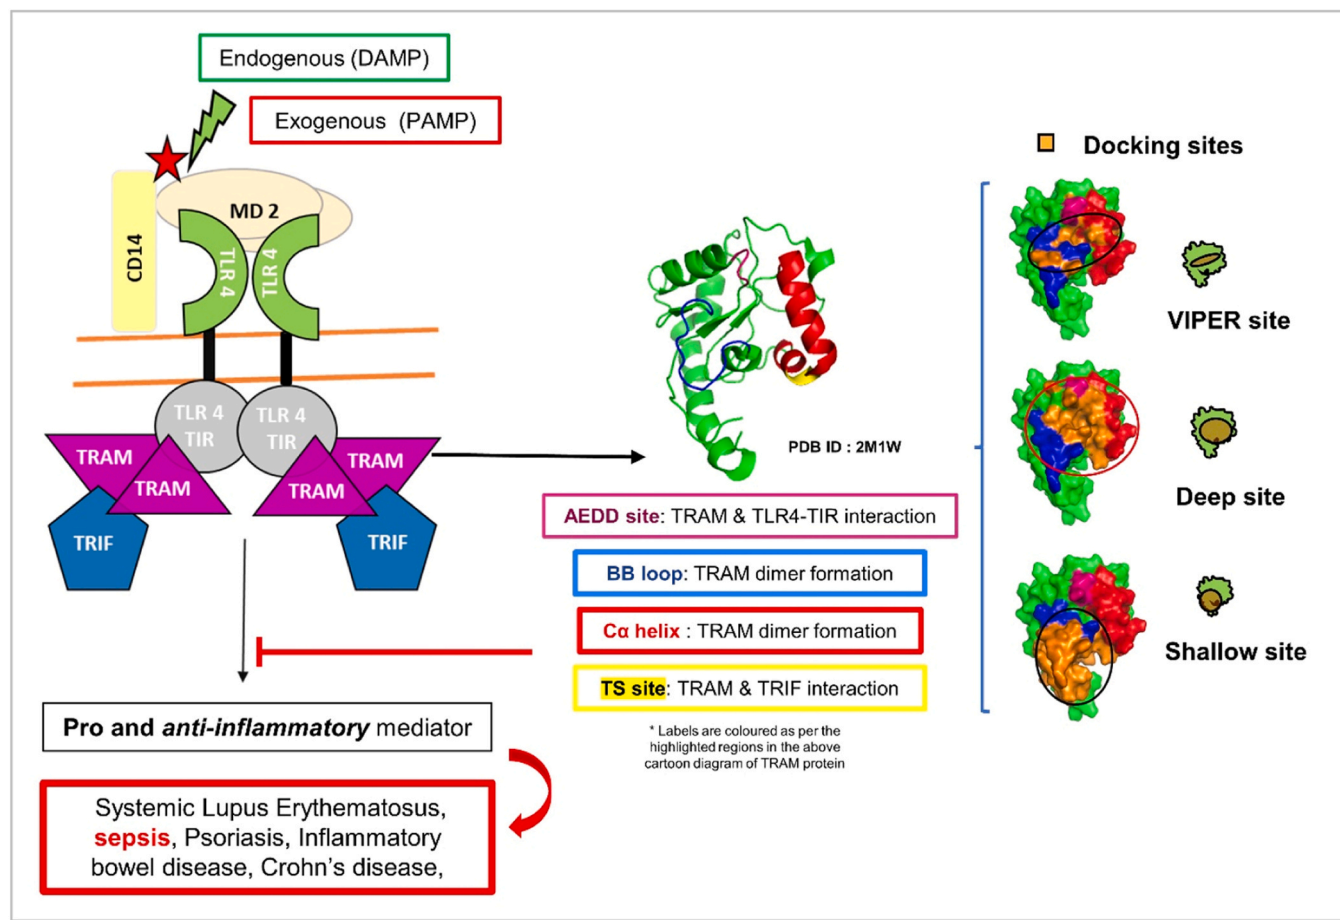 Endogenous (DAMP)
Exogenous (PAMP)
CD14
MD 2
TLR 4
TLR 4
TLR 4
TIR
TLR 4
TIR
TRAM
TRAM
TRAM
TRAM
TRIF
TRIF
Pro and anti-inflammatory mediator
Systemic Lupus Erythematosus,
sepsis, Psoriasis, Inflammatory
bowel disease, Crohn's disease,
PDB ID : 2M1W
AEDD site: TRAM & TLR4-TIR interaction
BB loop: TRAM dimer formation
Cα helix : TRAM dimer formation
TS site: TRAM & TRIF interaction
* Labels are coloured as per the
highlighted regions in the above
cartoon diagram of TRAM protein
Docking sites
VIPER site
Deep site
Shallow site